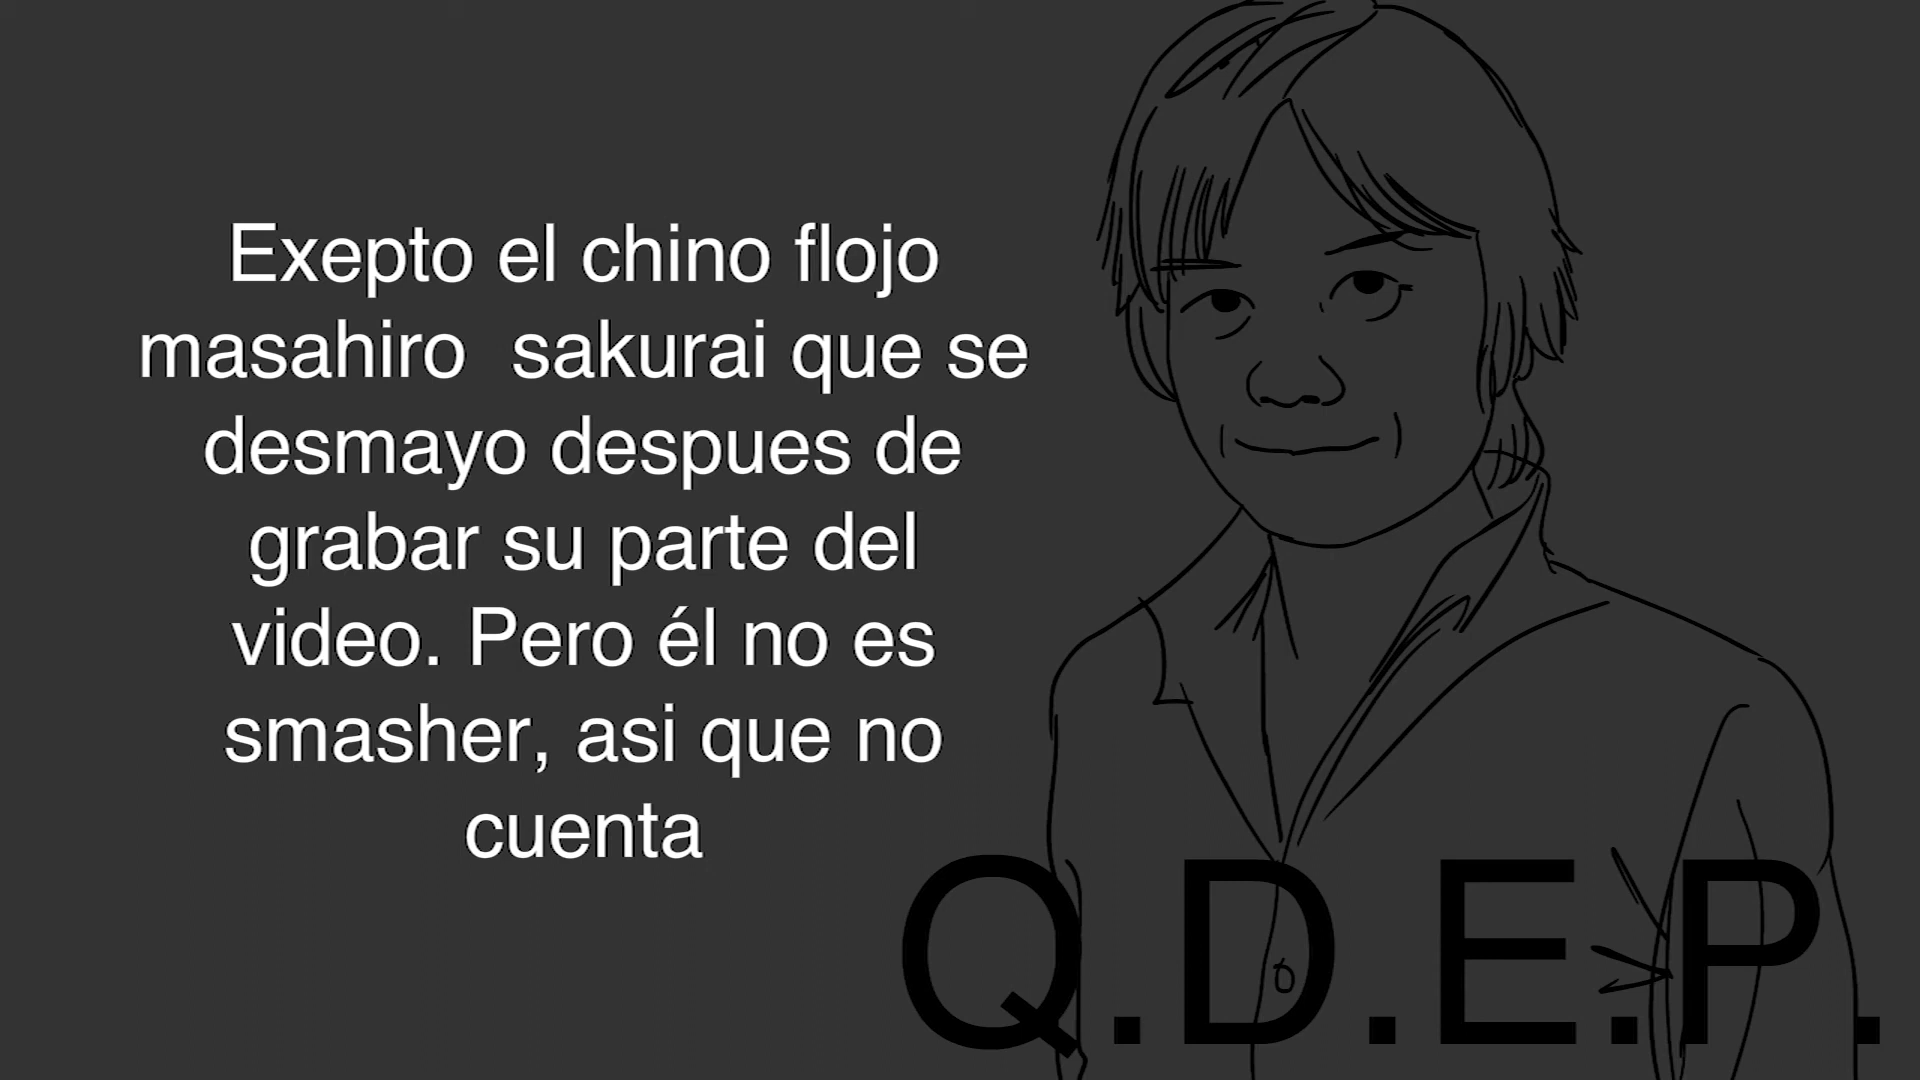 Exepto el chino flojo
masahiro  sakurai que se
desmayo despues de
grabar su parte del
video. Pero él no es
smasher, asi que no
cuenta
Q.D.E.P.